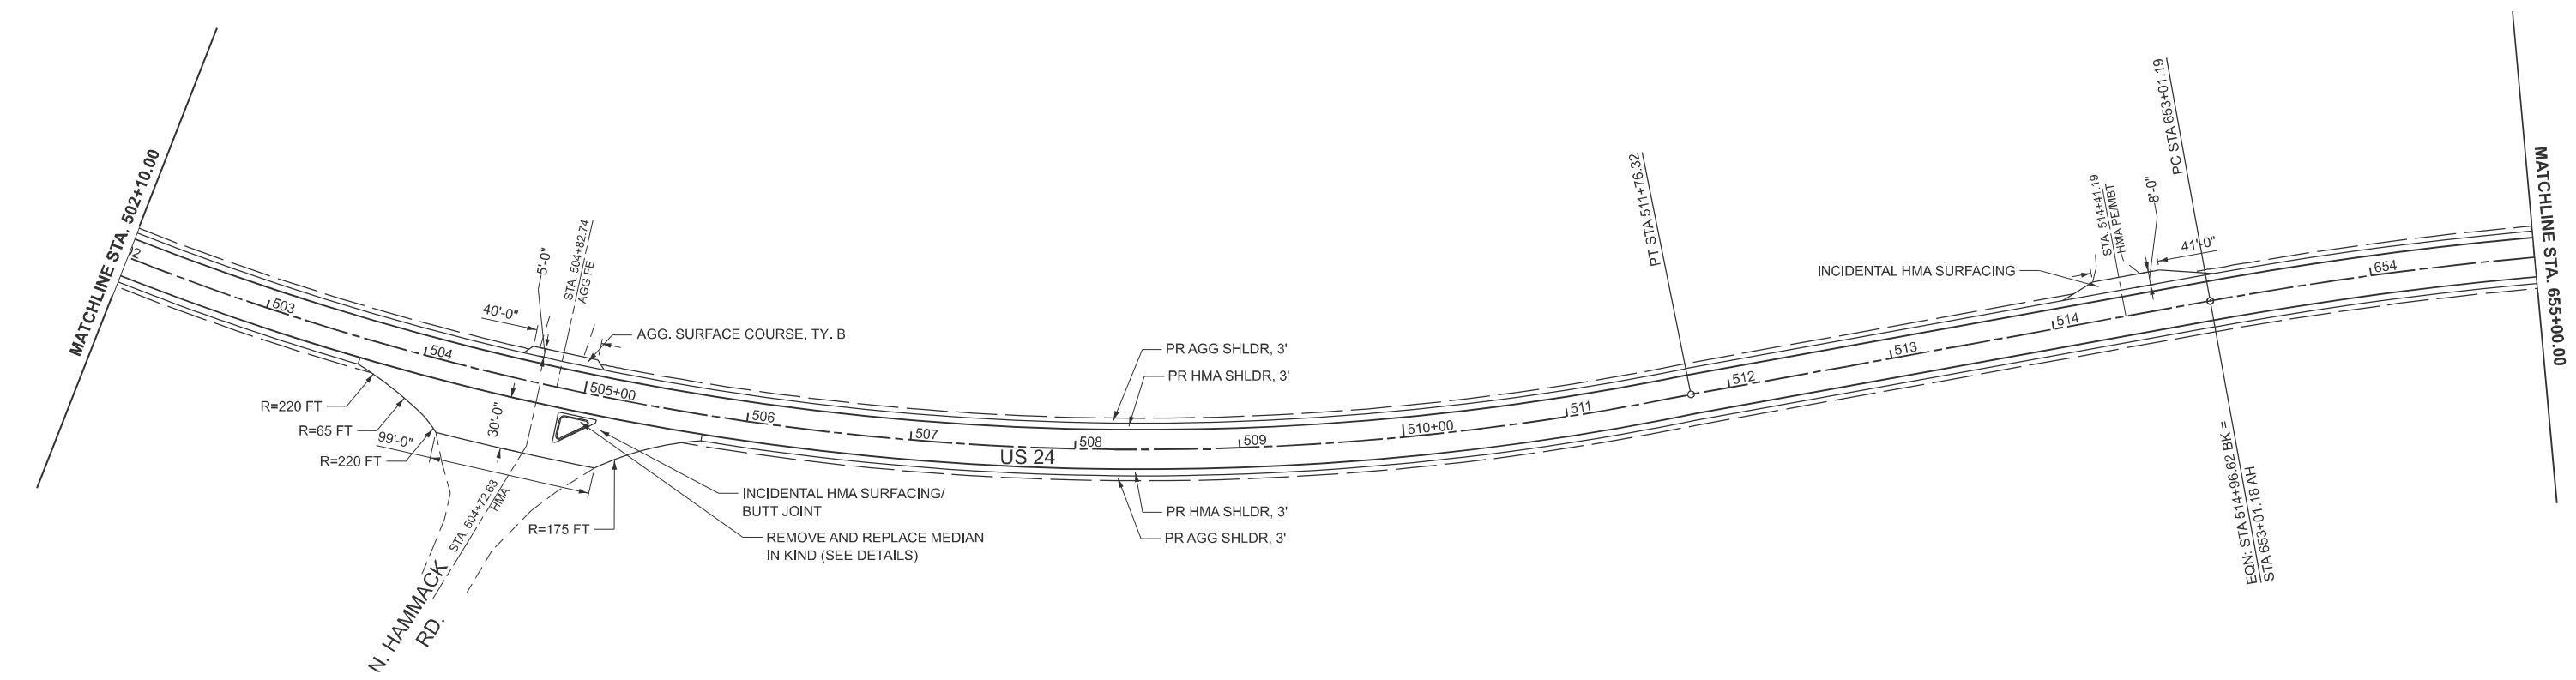 MATCHLINE STA. 502+10.00
2
503
504
505+00
506
507
508
509
510+00
511
512
513
514
654
40'-0"
5'-0"
STA. 504+82.74
AGG FE
AGG. SURFACE COURSE, TY. B
R=220 FT
R=65 FT
R=220 FT
99'-0"
30'-0"
STA. 504+72.63
HMA
R=175 FT
N. HAMMACK
RD.
INCIDENTAL HMA SURFACING/
BUTT JOINT
REMOVE AND REPLACE MEDIAN
IN KIND (SEE DETAILS)
US 24
PR AGG SHLDR, 3'
PR HMA SHLDR, 3'
PR HMA SHLDR, 3'
PR AGG SHLDR, 3'
PT STA 511+76.32
INCIDENTAL HMA SURFACING
STA. 514+41.19
HMA PE/MBT
8'-0"
41'-0"
PC STA 653+01.19
EQN: STA 514+96.62 BK =
STA 653+01.18 AH
MATCHLINE STA. 655+00.00